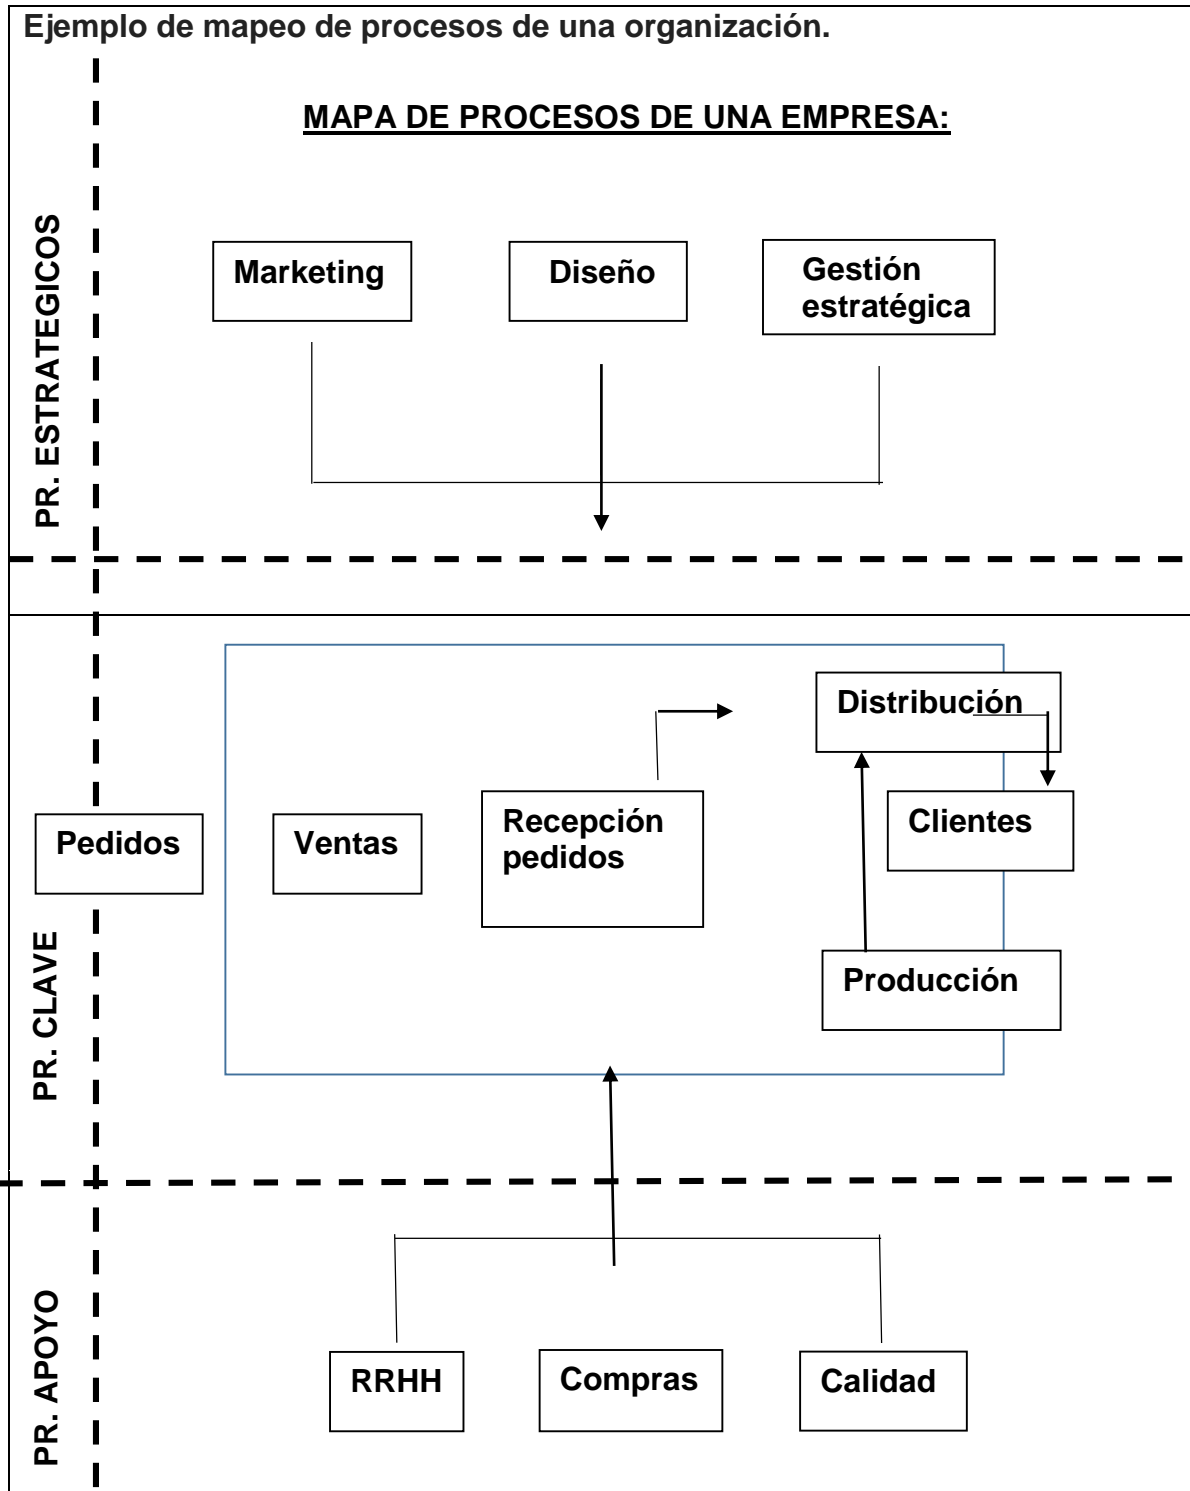 Ejemplo de mapeo de procesos de una organización.
MAPA DE PROCESOS DE UNA EMPRESA:
PR. ESTRATEGICOS
Marketing
Diseño
Gestión
estratégica
PR. CLAVE
Distribución
Pedidos
Ventas
Recepción
pedidos
Clientes
Producción
PR. APOYO
RRHH
Compras
Calidad